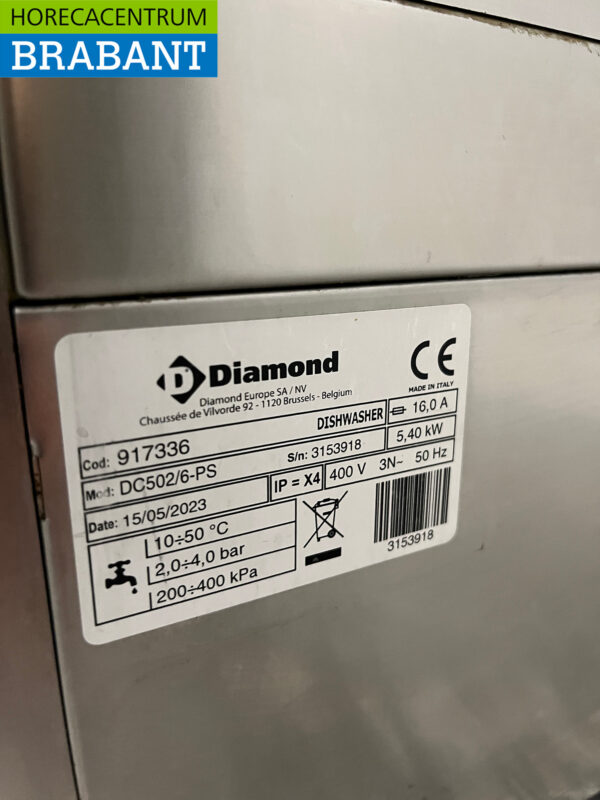 HORECACENTRUM
BRABANT
D Diamond
Diamond Europe SA / NV
Chaussée de Vilvorde 92 - 1120 Brussels - Belgium
CE
MADE IN ITALY
DISHWASHER
16,0 A
Cod: 917336
S/n: 3153918
5,40 kW
Mod: DC502/6-PS
IP = X4
400 V 3N~ 50 Hz
Date: 15/05/2023
10÷50 °C
2,0÷4,0 bar
200÷400 kPa
3153918